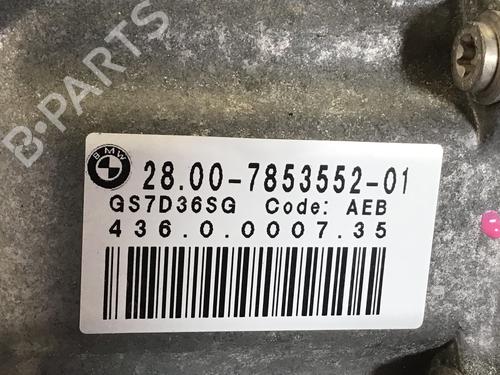 B-PARTS
BMW
28.00-7853552-01
GS7D36SG Code: AEB
436.0.0007.35